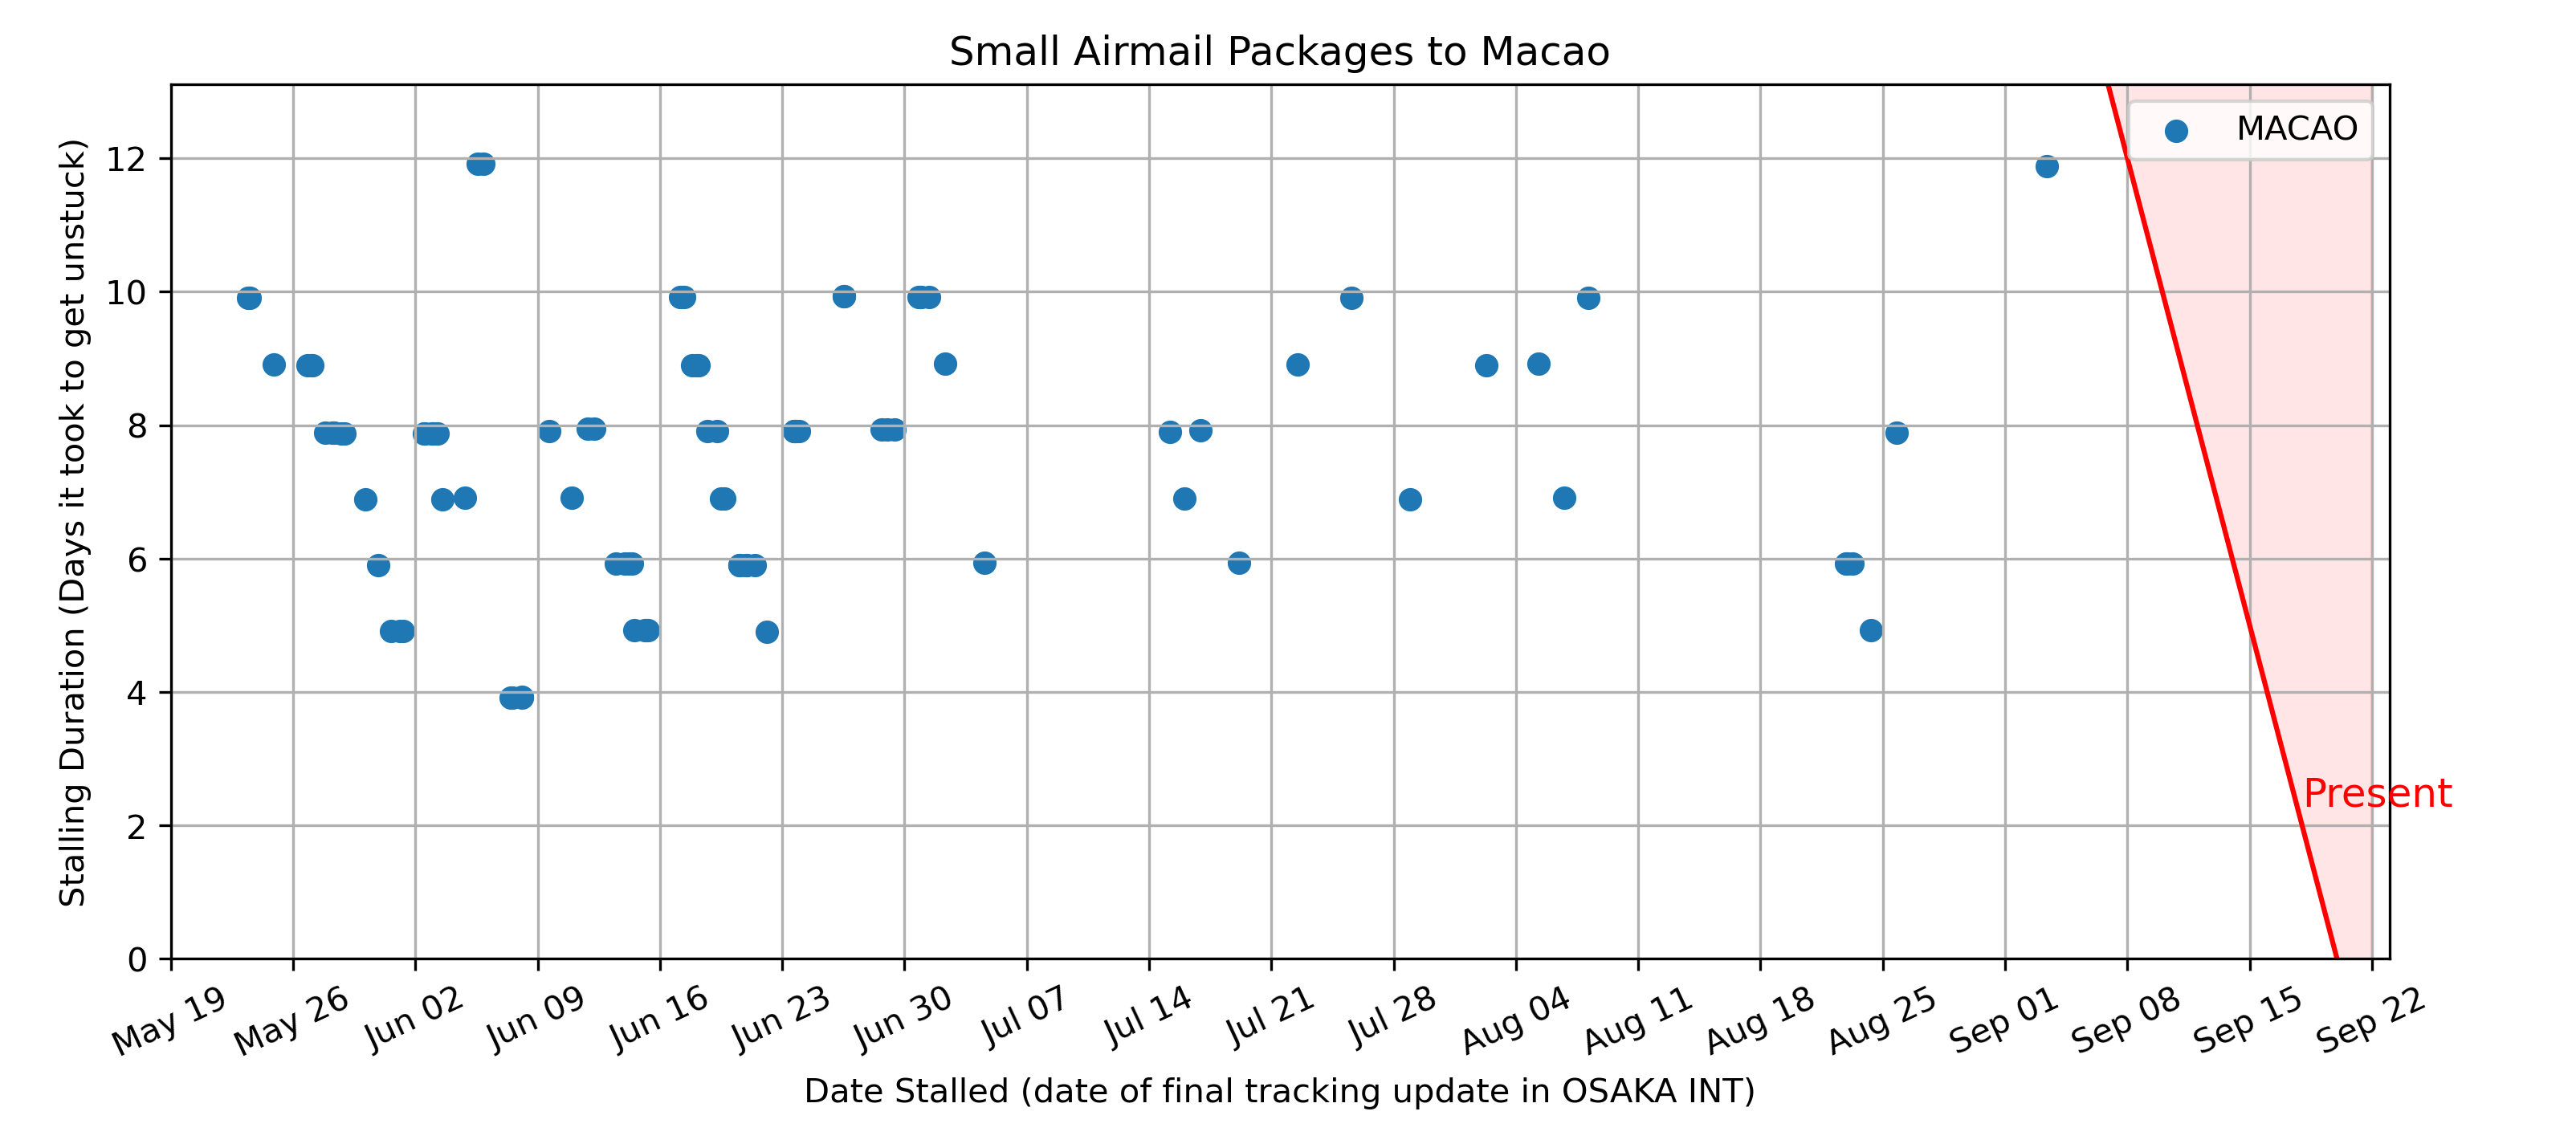 Small Airmail Packages to Macao
MACAO
Stalling Duration (Days it took to get unstuck)
12
10
8
6
4
2
0
Present
May 19
May 26
Jun 02
Jun 09
Jun 16
Jun 23
Jun 30
Jul 07
Jul 14
Jul 21
Jul 28
Aug 04
Aug 11
Aug 18
Aug 25
Sep 01
Sep 08
Sep 15
Sep 22
Date Stalled (date of final tracking update in OSAKA INT)